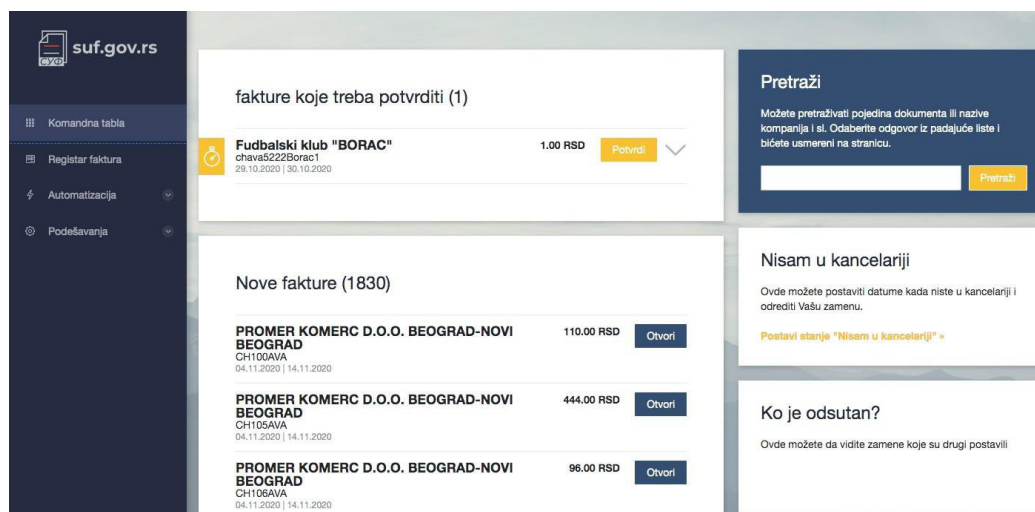 СУФ
suf.gov.rs
Komandna tabla
Registar faktura
Automatizacija
Podešavanja
fakture koje treba potvrditi (1)
Fudbalski klub "BORAC"
1.00 RSD
Potvrdi
chava5222Borac1
29.10.2020 | 30.10.2020
Nove fakture (1830)
PROMER KOMERC D.O.O. BEOGRAD-NOVI
BEOGRAD
110.00 RSD
Otvori
CH100AVA
04.11.2020 | 14.11.2020
PROMER KOMERC D.O.O. BEOGRAD-NOVI
BEOGRAD
444.00 RSD
Otvori
CH105AVA
04.11.2020 | 14.11.2020
PROMER KOMERC D.O.O. BEOGRAD-NOVI
BEOGRAD
96.00 RSD
Otvori
CH106AVA
04.11.2020 | 14.11.2020
Pretraži
Možete pretraživati pojedina dokumenta ili nazive
kompanija i sl. Odaberite odgovor iz padajuće liste i
bićete usmereni na stranicu.
Pretraži
Nisam u kancelariji
Ovde možete postaviti datume kada niste u kancelariji i
odrediti Vašu zamenu.
Postavi stanje "Nisam u kancelariji" »
Ko je odsutan?
Ovde možete da vidite zamene koje su drugi postavili